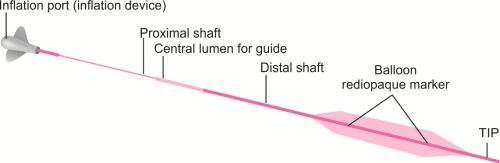 Inflation port (inflation device)
Proximal shaft
Central lumen for guide
Distal shaft
Balloon
rediopaque marker
TIP